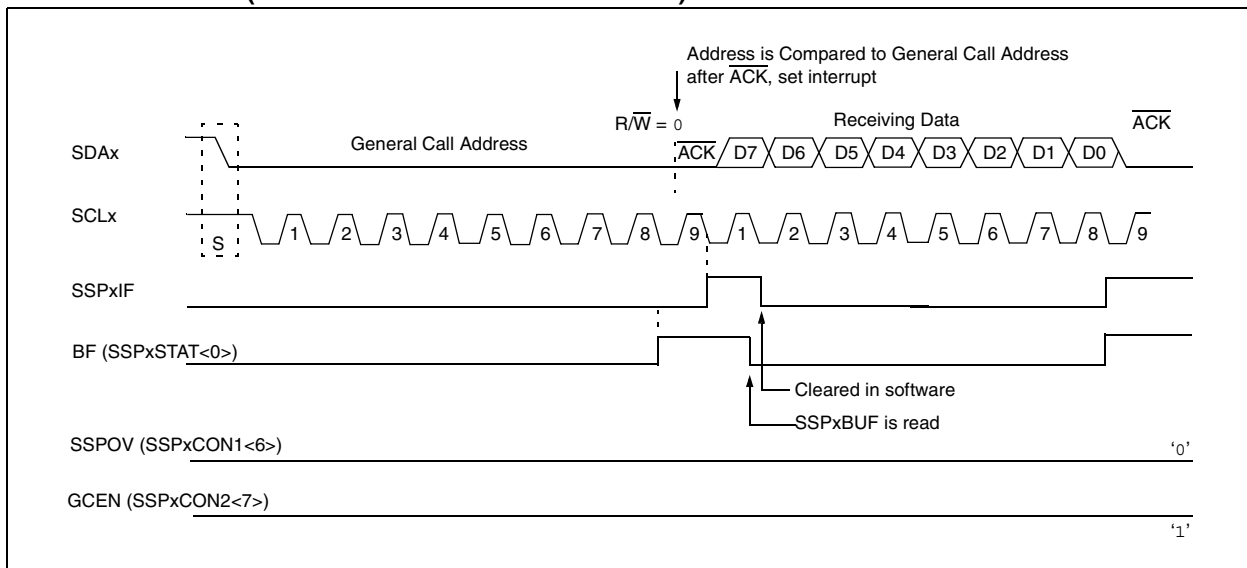 Address is Compared to General Call Address
after ACK, set interrupt
R/W = 0
Receiving Data
ACK
SDAx
General Call Address
ACK D7 D6 D5 D4 D3 D2 D1 D0
SCLx
S
1 2 3 4 5 6 7 8 9 1 2 3 4 5 6 7 8 9
SSPxIF
BF (SSPxSTAT<0>)
Cleared in software
SSPxBUF is read
SSPOV (SSPxCON1<6>)
‘0’
GCEN (SSPxCON2<7>)
‘1’